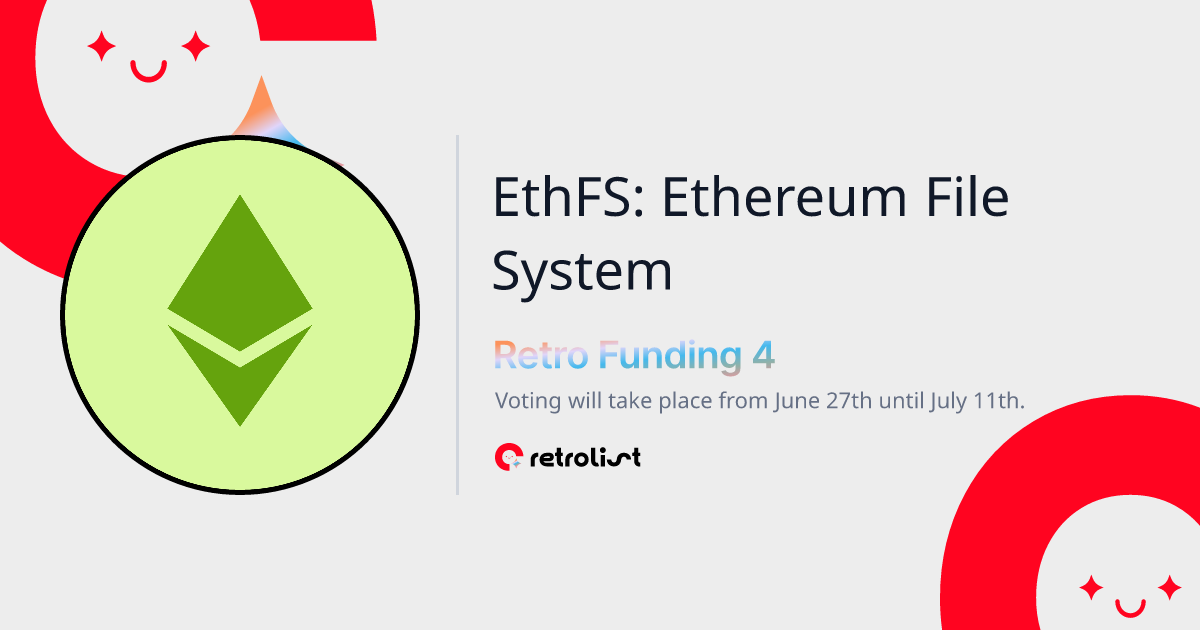 EthFS: Ethereum File
System
Retro Funding 4
Voting will take place from June 27th until July 11th.
retrolist